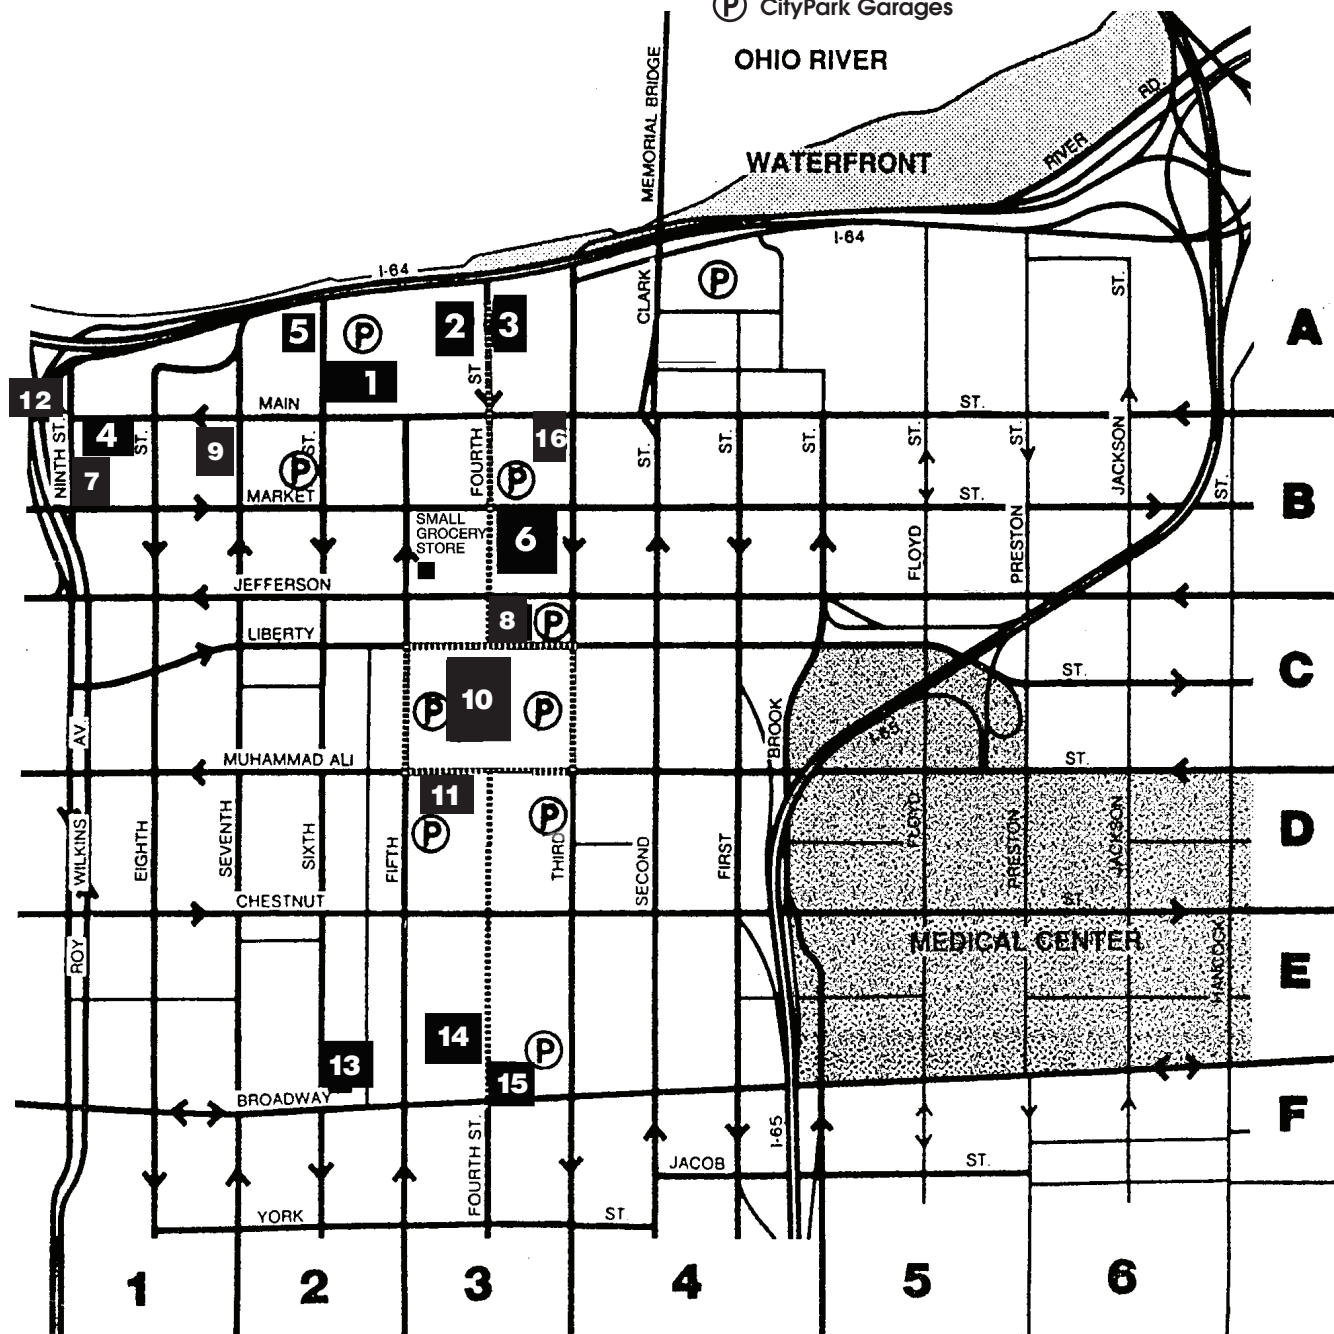 P CityPark Garages
OHIO RIVER
MEMORIAL BRIDGE
RD.
RIVER
WATERFRONT
I-64
I-64
CLARK
P
ST.
A
5
P
2
3
1
ST
12
MAIN
ST.
NINTH ST.
4
ST.
9
ST.
FOURTH
16
ST.
ST.
ST.
ST.
ST.
JACKSON
7
P
P
MARKET
ST.
ST.
B
SMALL
GROCERY
STORE
6
FLOYD
PRESTON
JEFFERSON
8
P
LIBERTY
C
ST.
P
10
P
AV.
BROOK
I-65
MUHAMMAD ALI
ST.
11
P
P
D
WILKINS
EIGHTH
SEVENTH
SIXTH
FIFTH
THIRD
SECOND
FIRST
FLOYD
PRESTON
JACKSON
CHESTNUT
ST.
ROY
MEDICAL CENTER
HANCOCK
E
14
P
13
15
BROADWAY
F
FOURTH ST.
I-65
JACOB
ST.
YORK
ST.
1
2
3
4
5
6